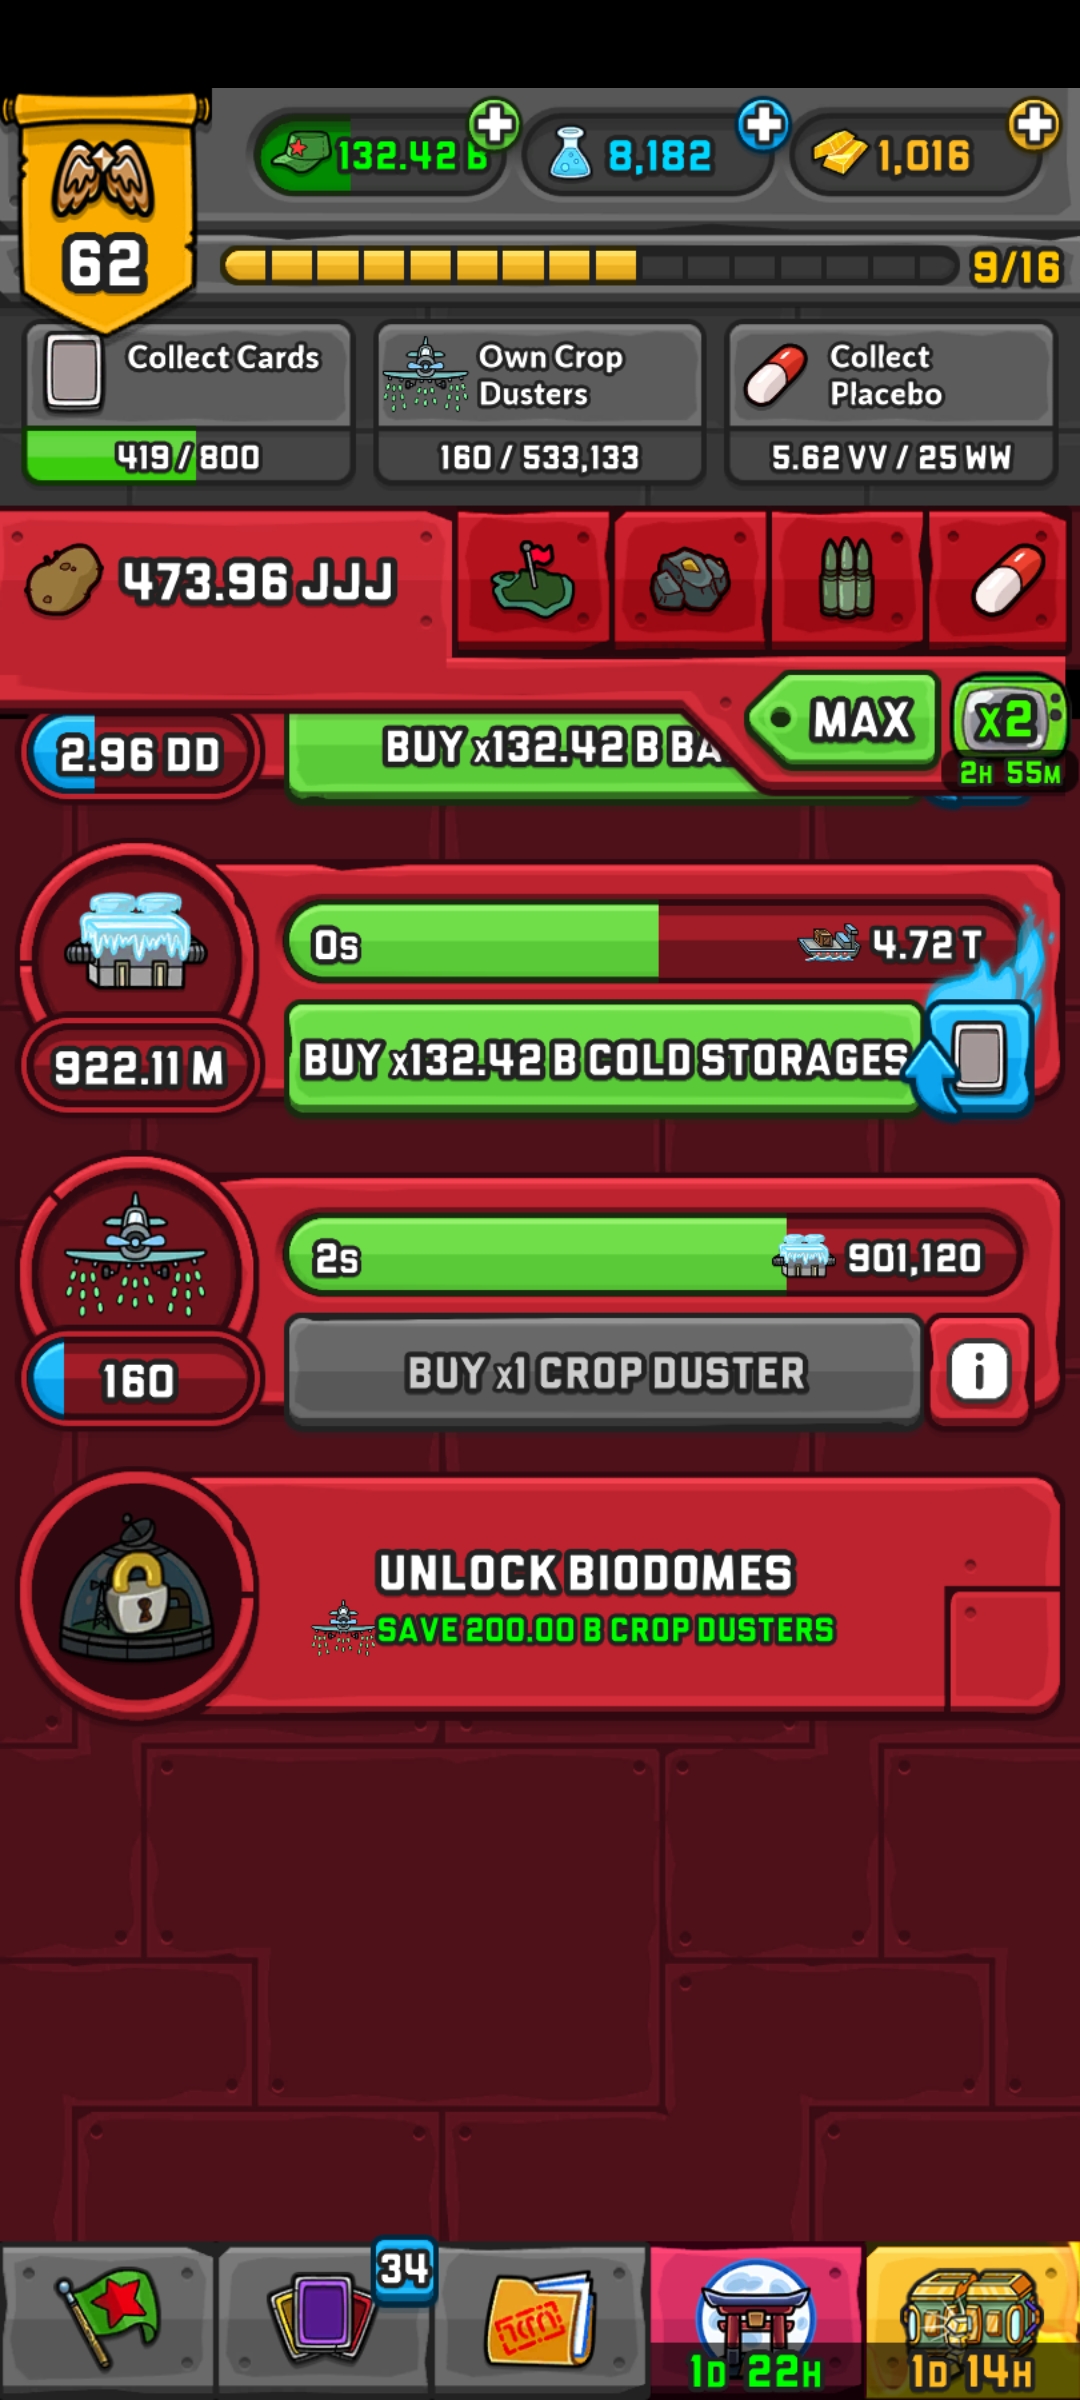 132.42 B
8,182
1,016
62
9/16
Collect Cards
419 / 800
Own Crop
Dusters
160 / 533,133
Collect
Placebo
5.62 VV / 25 WW
473.96 JJJ
MAX
x2
2H 55M
2.96 DD
BUY x132.42 B BA
0s
4.72 T
922.11 M
BUY x132.42 B COLD STORAGES
2s
901,120
160
BUY x1 CROP DUSTER
i
UNLOCK BIODOMES
SAVE 200.00 B CROP DUSTERS
34
1D 22H
1D 14H